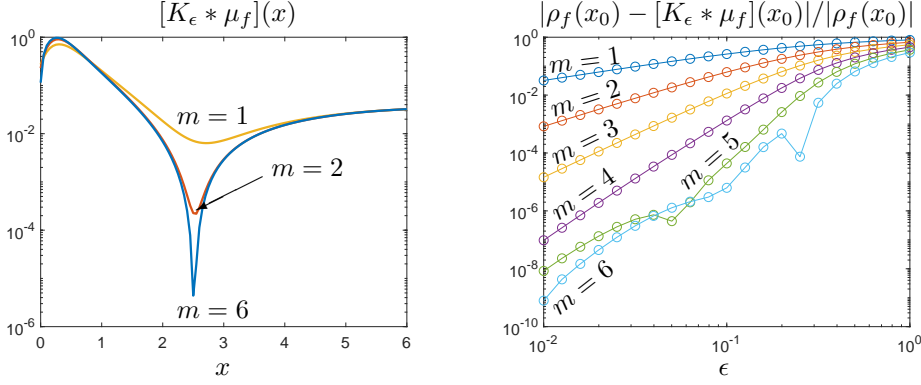 [K_ϵ ∗ μ_f](x)
10^0
10^-2
10^-4
10^-6
m = 1
m = 2
m = 6
0 1 2 3 4 5 6
x
|ρ_f(x_0) − [K_ϵ ∗ μ_f](x_0)|/|ρ_f(x_0)|
10^0
10^-2
10^-4
10^-6
10^-8
10^-10
m = 1
m = 2
m = 3
m = 4
m = 5
m = 6
10^-2 10^-1 10^0
ϵ